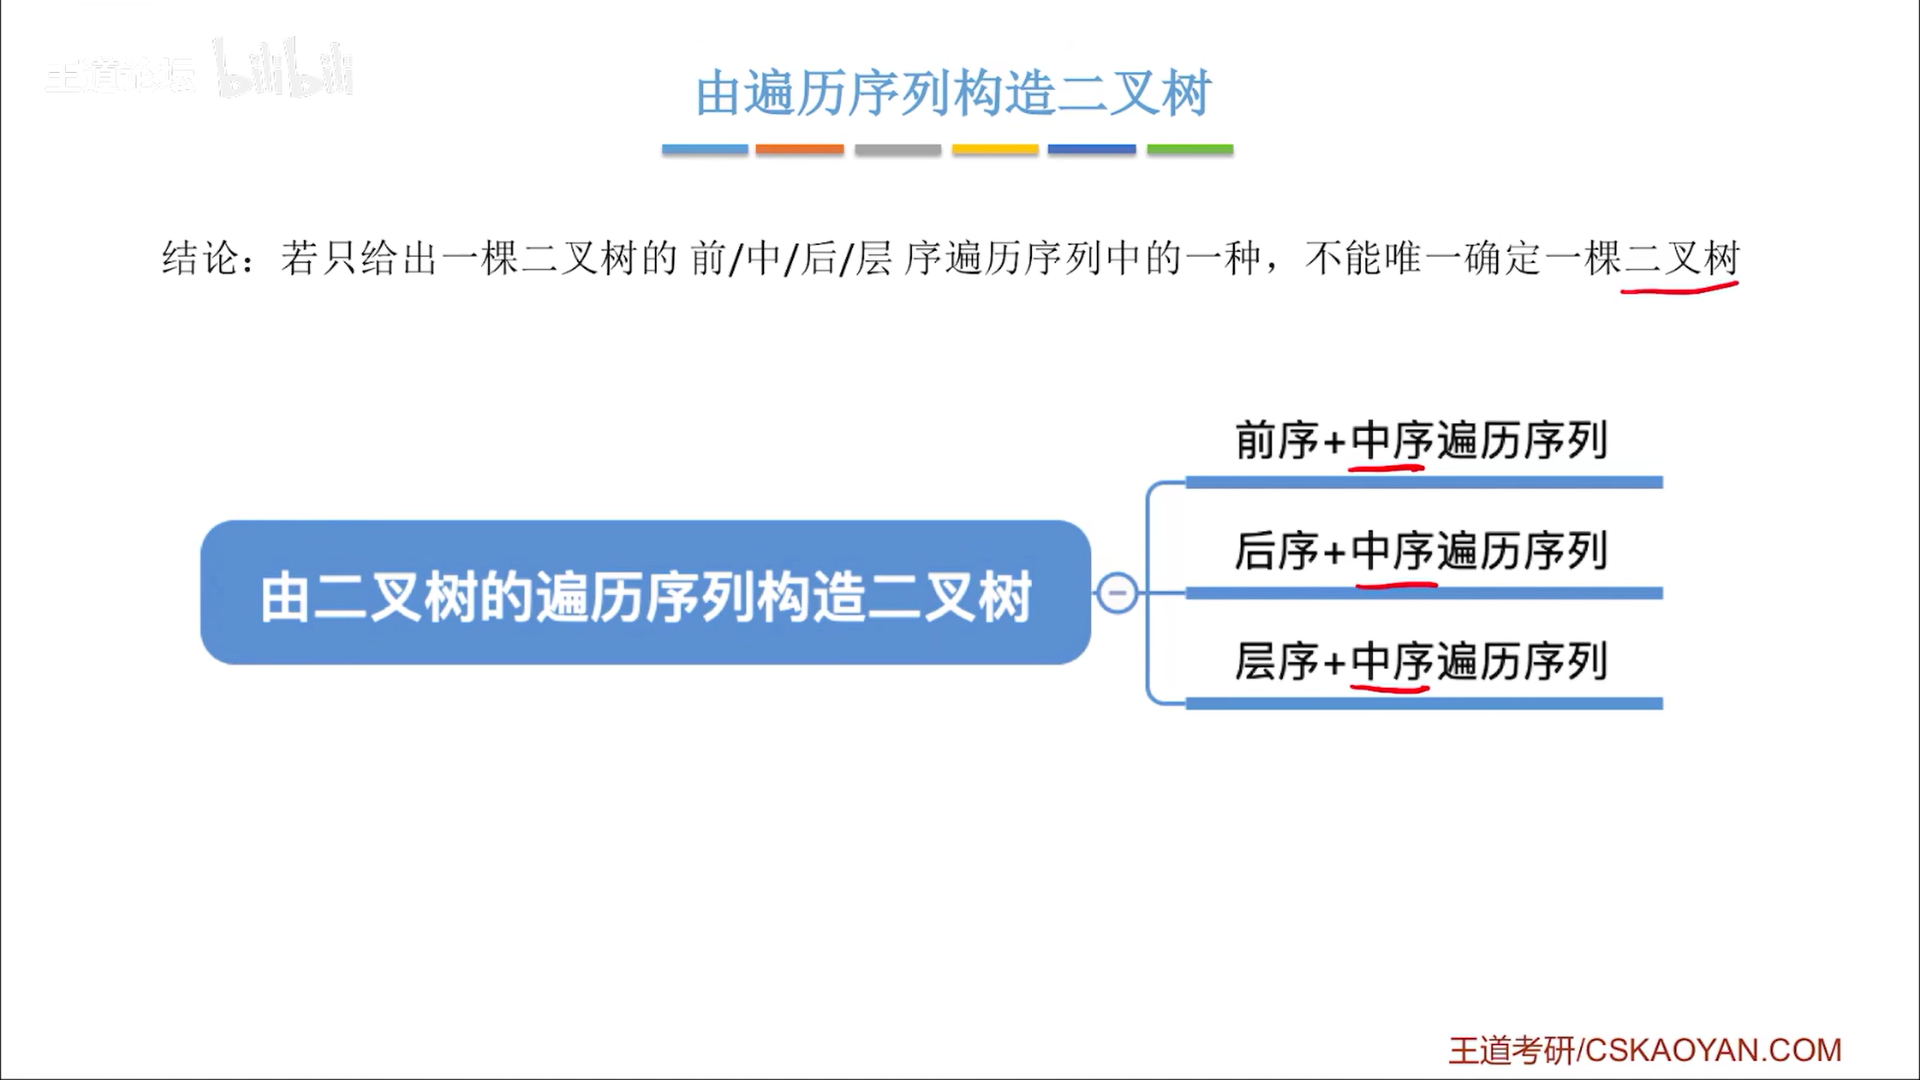 王道论坛 bilibili
由遍历序列构造二叉树
结论：若只给出一棵二叉树的 前/中/后/层 序遍历序列中的一种，不能唯一确定一棵二叉树
前序+中序遍历序列
后序+中序遍历序列
由二叉树的遍历序列构造二叉树
层序+中序遍历序列
王道考研/CSKAOYAN.COM